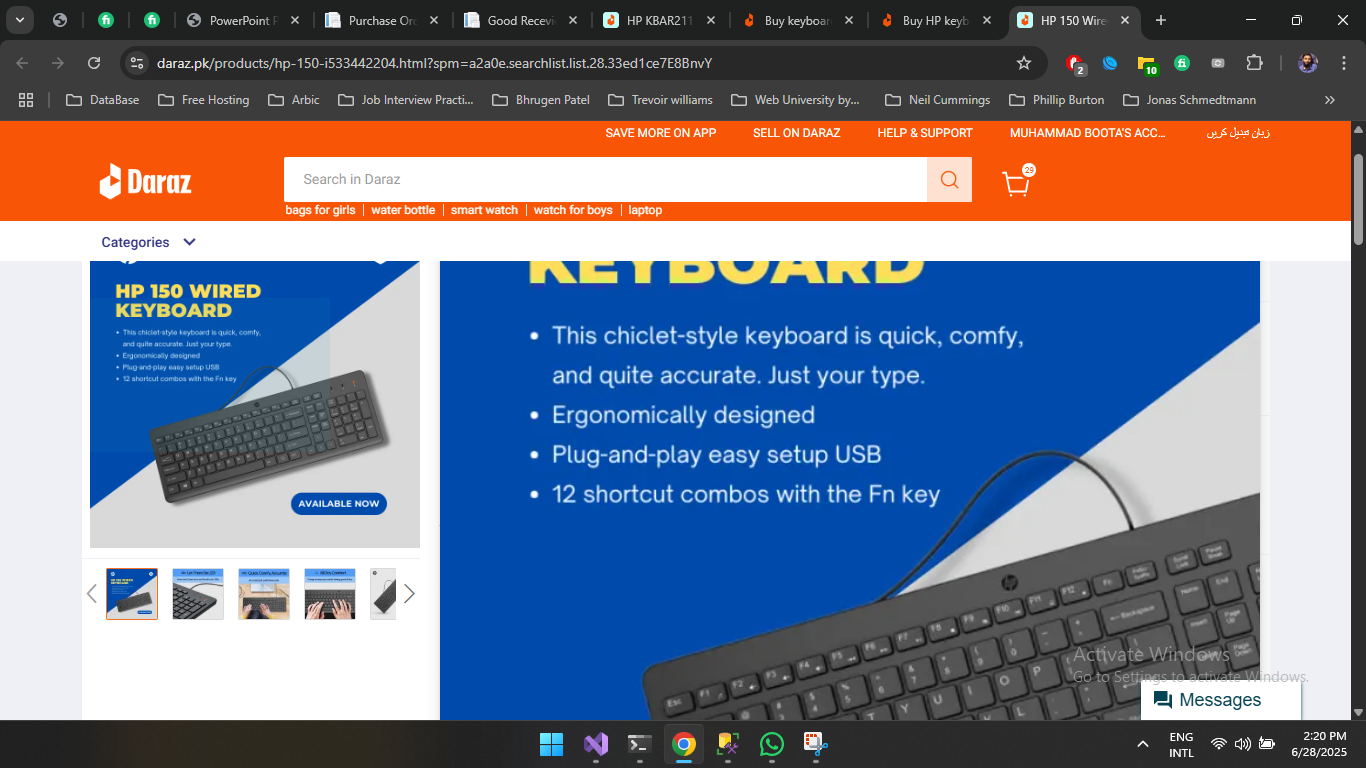 PowerPoint P
Purchase Orc
Good Recevi
HP KBAR211
Buy keyboar
Buy HP keyb
HP 150 Wire
daraz.pk/products/hp-150-i533442204.html?spm=a2a0e.searchlist.list.28.33ed1ce7E8BnvY
2
10
DataBase
Free Hosting
Arbic
Job Interview Practi...
Bhrugen Patel
Trevoir williams
Web University by...
Neil Cummings
Phillip Burton
Jonas Schmedtmann
SAVE MORE ON APP
SELL ON DARAZ
HELP & SUPPORT
MUHAMMAD BOOTA'S ACC...
زبان تبدیل کریں
Daraz
Search in Daraz
29
bags for girls
water bottle
smart watch
watch for boys
laptop
Categories
HP 150 WIRED
KEYBOARD
This chiclet-style keyboard is quick, comfy,
and quite accurate. Just your type.
Ergonomically designed
Plug-and-play easy setup USB
12 shortcut combos with the Fn key
AVAILABLE NOW
KEYBOARD
This chiclet-style keyboard is quick, comfy,
and quite accurate. Just your type.
Ergonomically designed
Plug-and-play easy setup USB
12 shortcut combos with the Fn key
Activate Windows
Go to Settings to activate Windows.
Messages
ENG
INTL
2:20 PM
6/28/2025